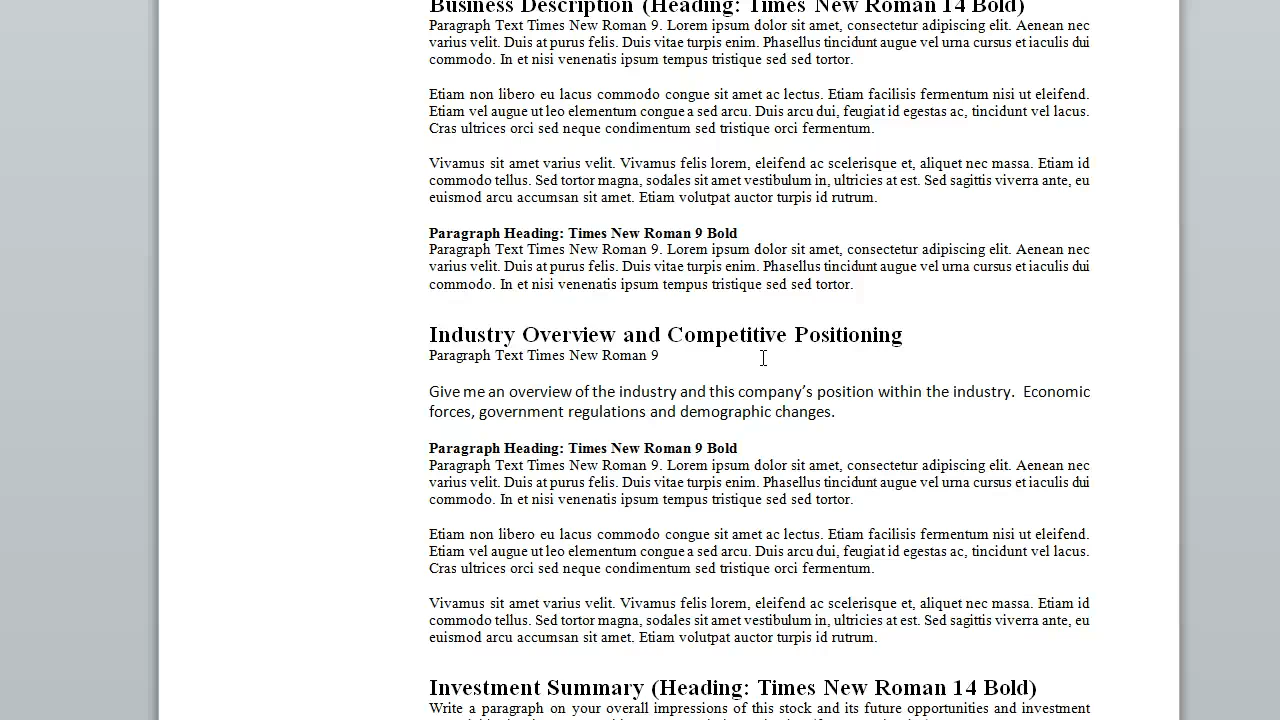 Business Description (Heading: Times New Roman 14 Bold)
Paragraph Text Times New Roman 9. Lorem ipsum dolor sit amet, consectetur adipiscing elit. Aenean nec
varius velit. Duis at purus felis. Duis vitae turpis enim. Phasellus tincidunt augue vel urna cursus et iaculis dui
commodo. In et nisi venenatis ipsum tempus tristique sed sed tortor.
Etiam non libero eu lacus commodo congue sit amet ac lectus. Etiam facilisis fermentum nisi ut eleifend.
Etiam vel augue ut leo elementum congue a sed arcu. Duis arcu dui, feugiat id egestas ac, tincidunt vel lacus.
Cras ultrices orci sed neque condimentum sed tristique orci fermentum.
Vivamus sit amet varius velit. Vivamus felis lorem, eleifend ac scelerisque et, aliquet nec massa. Etiam id
commodo tellus. Sed tortor magna, sodales sit amet vestibulum in, ultricies at est. Sed sagittis viverra ante, eu
euismod arcu accumsan sit amet. Etiam volutpat auctor turpis id rutrum.
Paragraph Heading: Times New Roman 9 Bold
Paragraph Text Times New Roman 9. Lorem ipsum dolor sit amet, consectetur adipiscing elit. Aenean nec
varius velit. Duis at purus felis. Duis vitae turpis enim. Phasellus tincidunt augue vel urna cursus et iaculis dui
commodo. In et nisi venenatis ipsum tempus tristique sed sed tortor.
Industry Overview and Competitive Positioning
Paragraph Text Times New Roman 9
Give me an overview of the industry and this company’s position within the industry.  Economic
forces, government regulations and demographic changes.
Paragraph Heading: Times New Roman 9 Bold
Paragraph Text Times New Roman 9. Lorem ipsum dolor sit amet, consectetur adipiscing elit. Aenean nec
varius velit. Duis at purus felis. Duis vitae turpis enim. Phasellus tincidunt augue vel urna cursus et iaculis dui
commodo. In et nisi venenatis ipsum tempus tristique sed sed tortor.
Etiam non libero eu lacus commodo congue sit amet ac lectus. Etiam facilisis fermentum nisi ut eleifend.
Etiam vel augue ut leo elementum congue a sed arcu. Duis arcu dui, feugiat id egestas ac, tincidunt vel lacus.
Cras ultrices orci sed neque condimentum sed tristique orci fermentum.
Vivamus sit amet varius velit. Vivamus felis lorem, eleifend ac scelerisque et, aliquet nec massa. Etiam id
commodo tellus. Sed tortor magna, sodales sit amet vestibulum in, ultricies at est. Sed sagittis viverra ante, eu
euismod arcu accumsan sit amet. Etiam volutpat auctor turpis id rutrum.
Investment Summary (Heading: Times New Roman 14 Bold)
Write a paragraph on your overall impressions of this stock and its future opportunities and investment